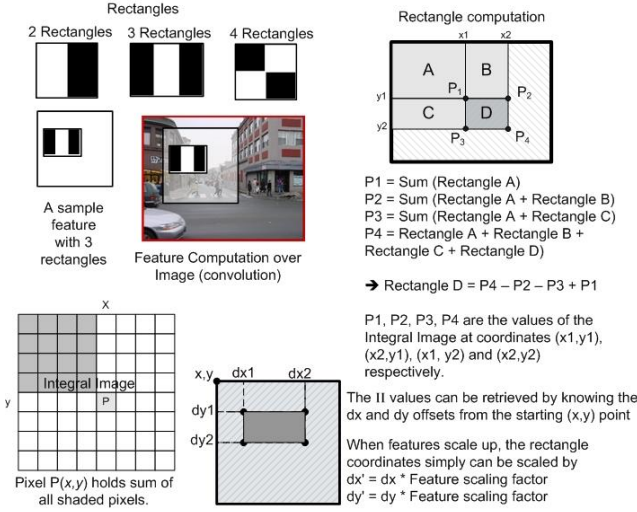 Rectangles
2 Rectangles 3 Rectangles 4 Rectangles
A sample
feature
with 3
rectangles
Feature Computation over
Image (convolution)
Rectangle computation
x1 x2
y1
y2
A B
C D
P1 P2
P3 P4
P1 = Sum (Rectangle A)
P2 = Sum (Rectangle A + Rectangle B)
P3 = Sum (Rectangle A + Rectangle C)
P4 = Rectangle A + Rectangle B +
Rectangle C + Rectangle D)
➔ Rectangle D = P4 – P2 – P3 + P1
P1, P2, P3, P4 are the values of the
Integral Image at coordinates (x1,y1),
(x2,y1), (x1, y2) and (x2,y2)
respectively.
X
Integral Image
y
P
Pixel P(x,y) holds sum of
all shaded pixels.
x,y dx1 dx2
dy1
dy2
The II values can be retrieved by knowing the
dx and dy offsets from the starting (x,y) point
When features scale up, the rectangle
coordinates simply can be scaled by
dx' = dx * Feature scaling factor
dy' = dy * Feature scaling factor